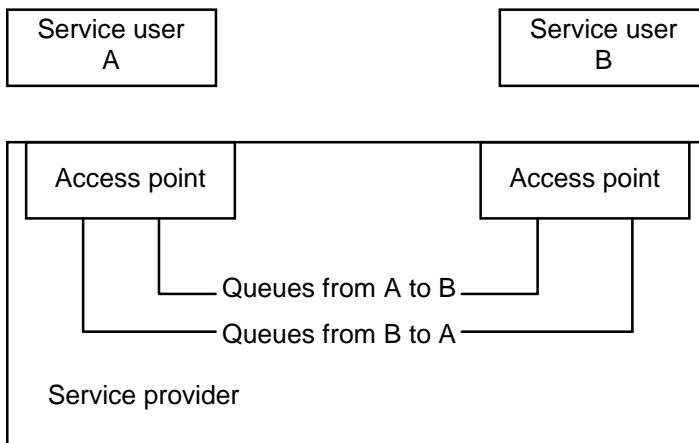 Service user
A
Service user
B
Access point
Access point
Queues from A to B
Queues from B to A
Service provider